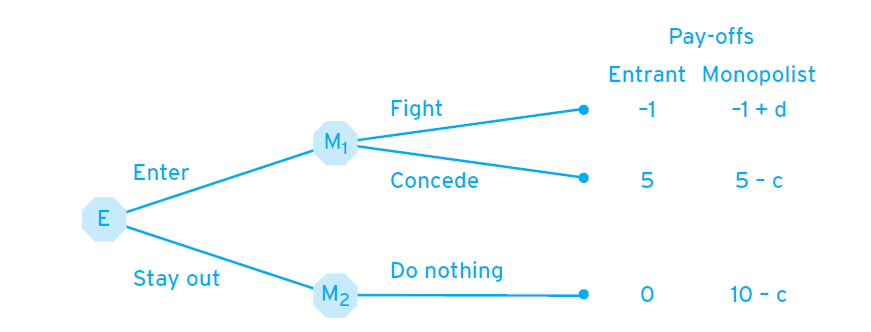 Pay-offs
Entrant Monopolist
Fight –1 –1 + d
M1
Enter
Concede 5 5 – c
E
Stay out
Do nothing
M2 0 10 – c